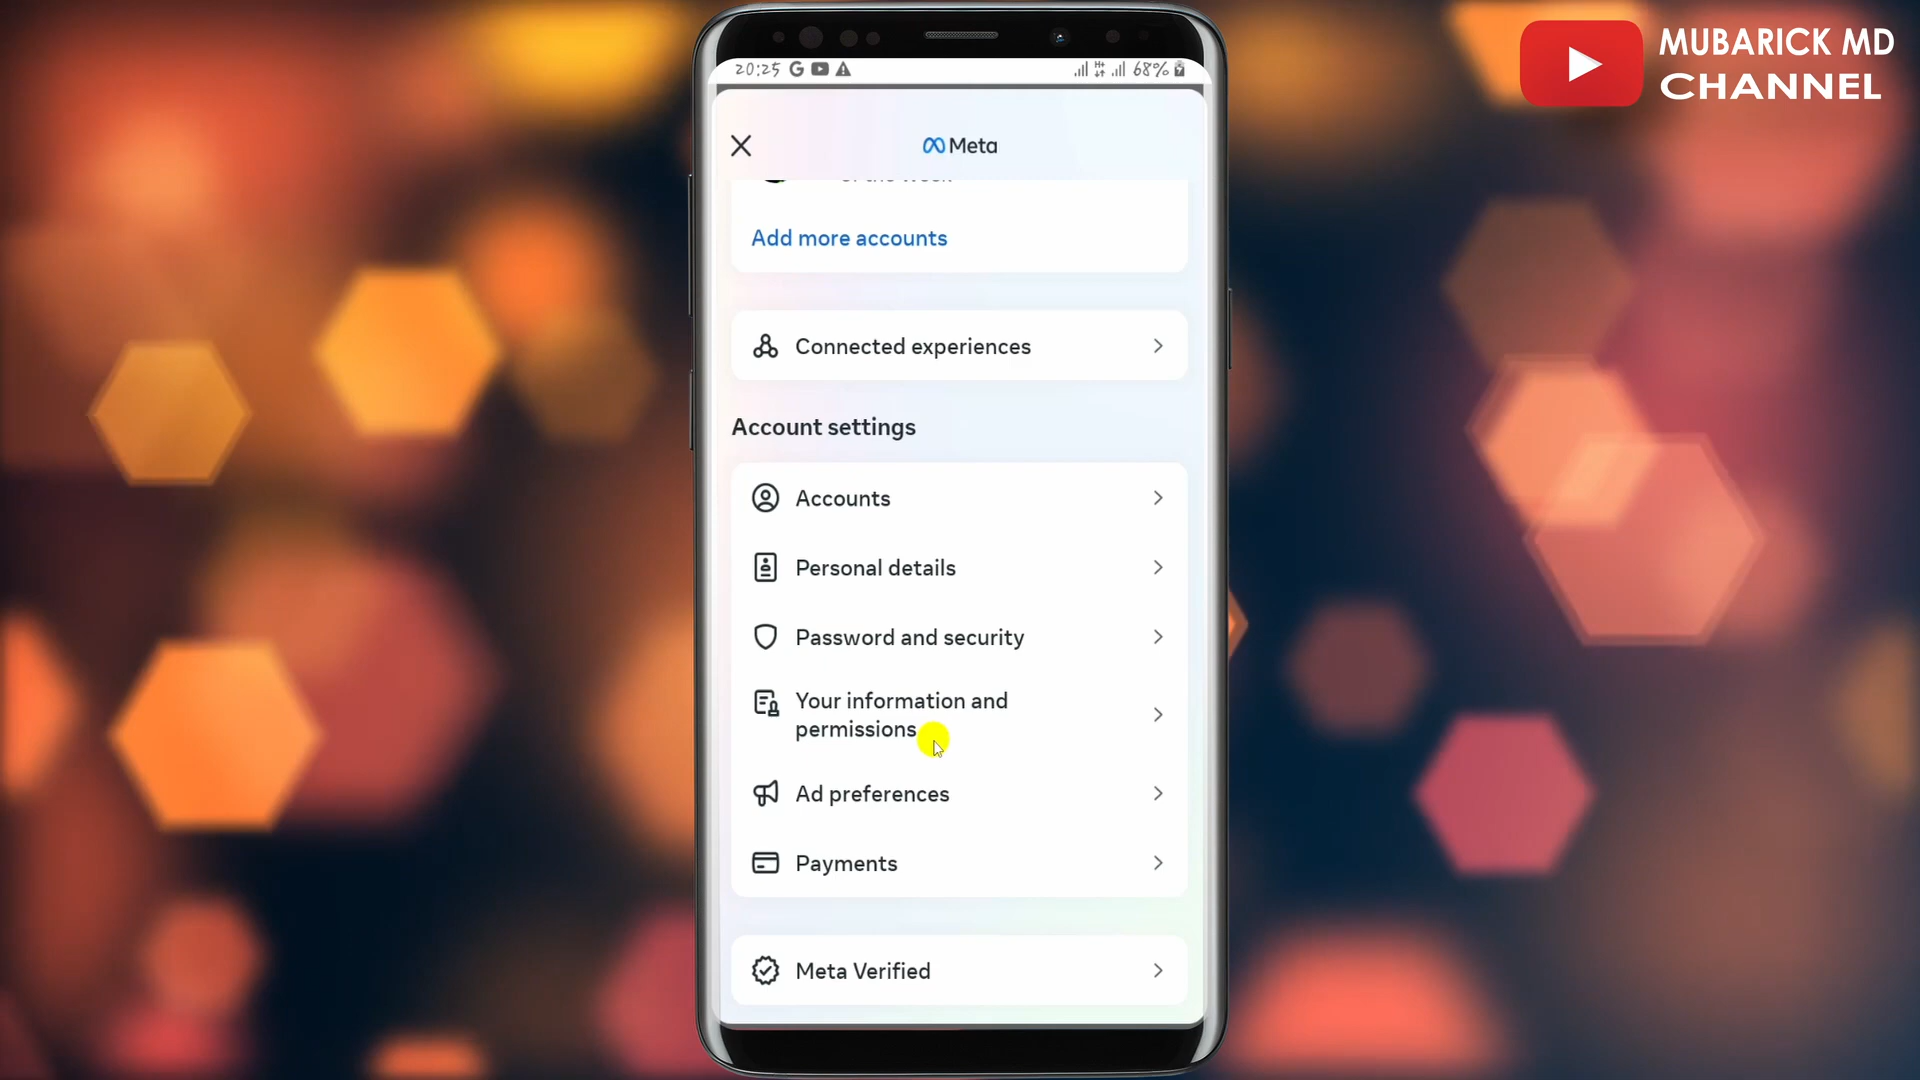 MUBARICK MD
CHANNEL
20:25 G 68%
Meta
Add more accounts
Connected experiences
Account settings
Accounts
Personal details
Password and security
Your information and
permissions
Ad preferences
Payments
Meta Verified